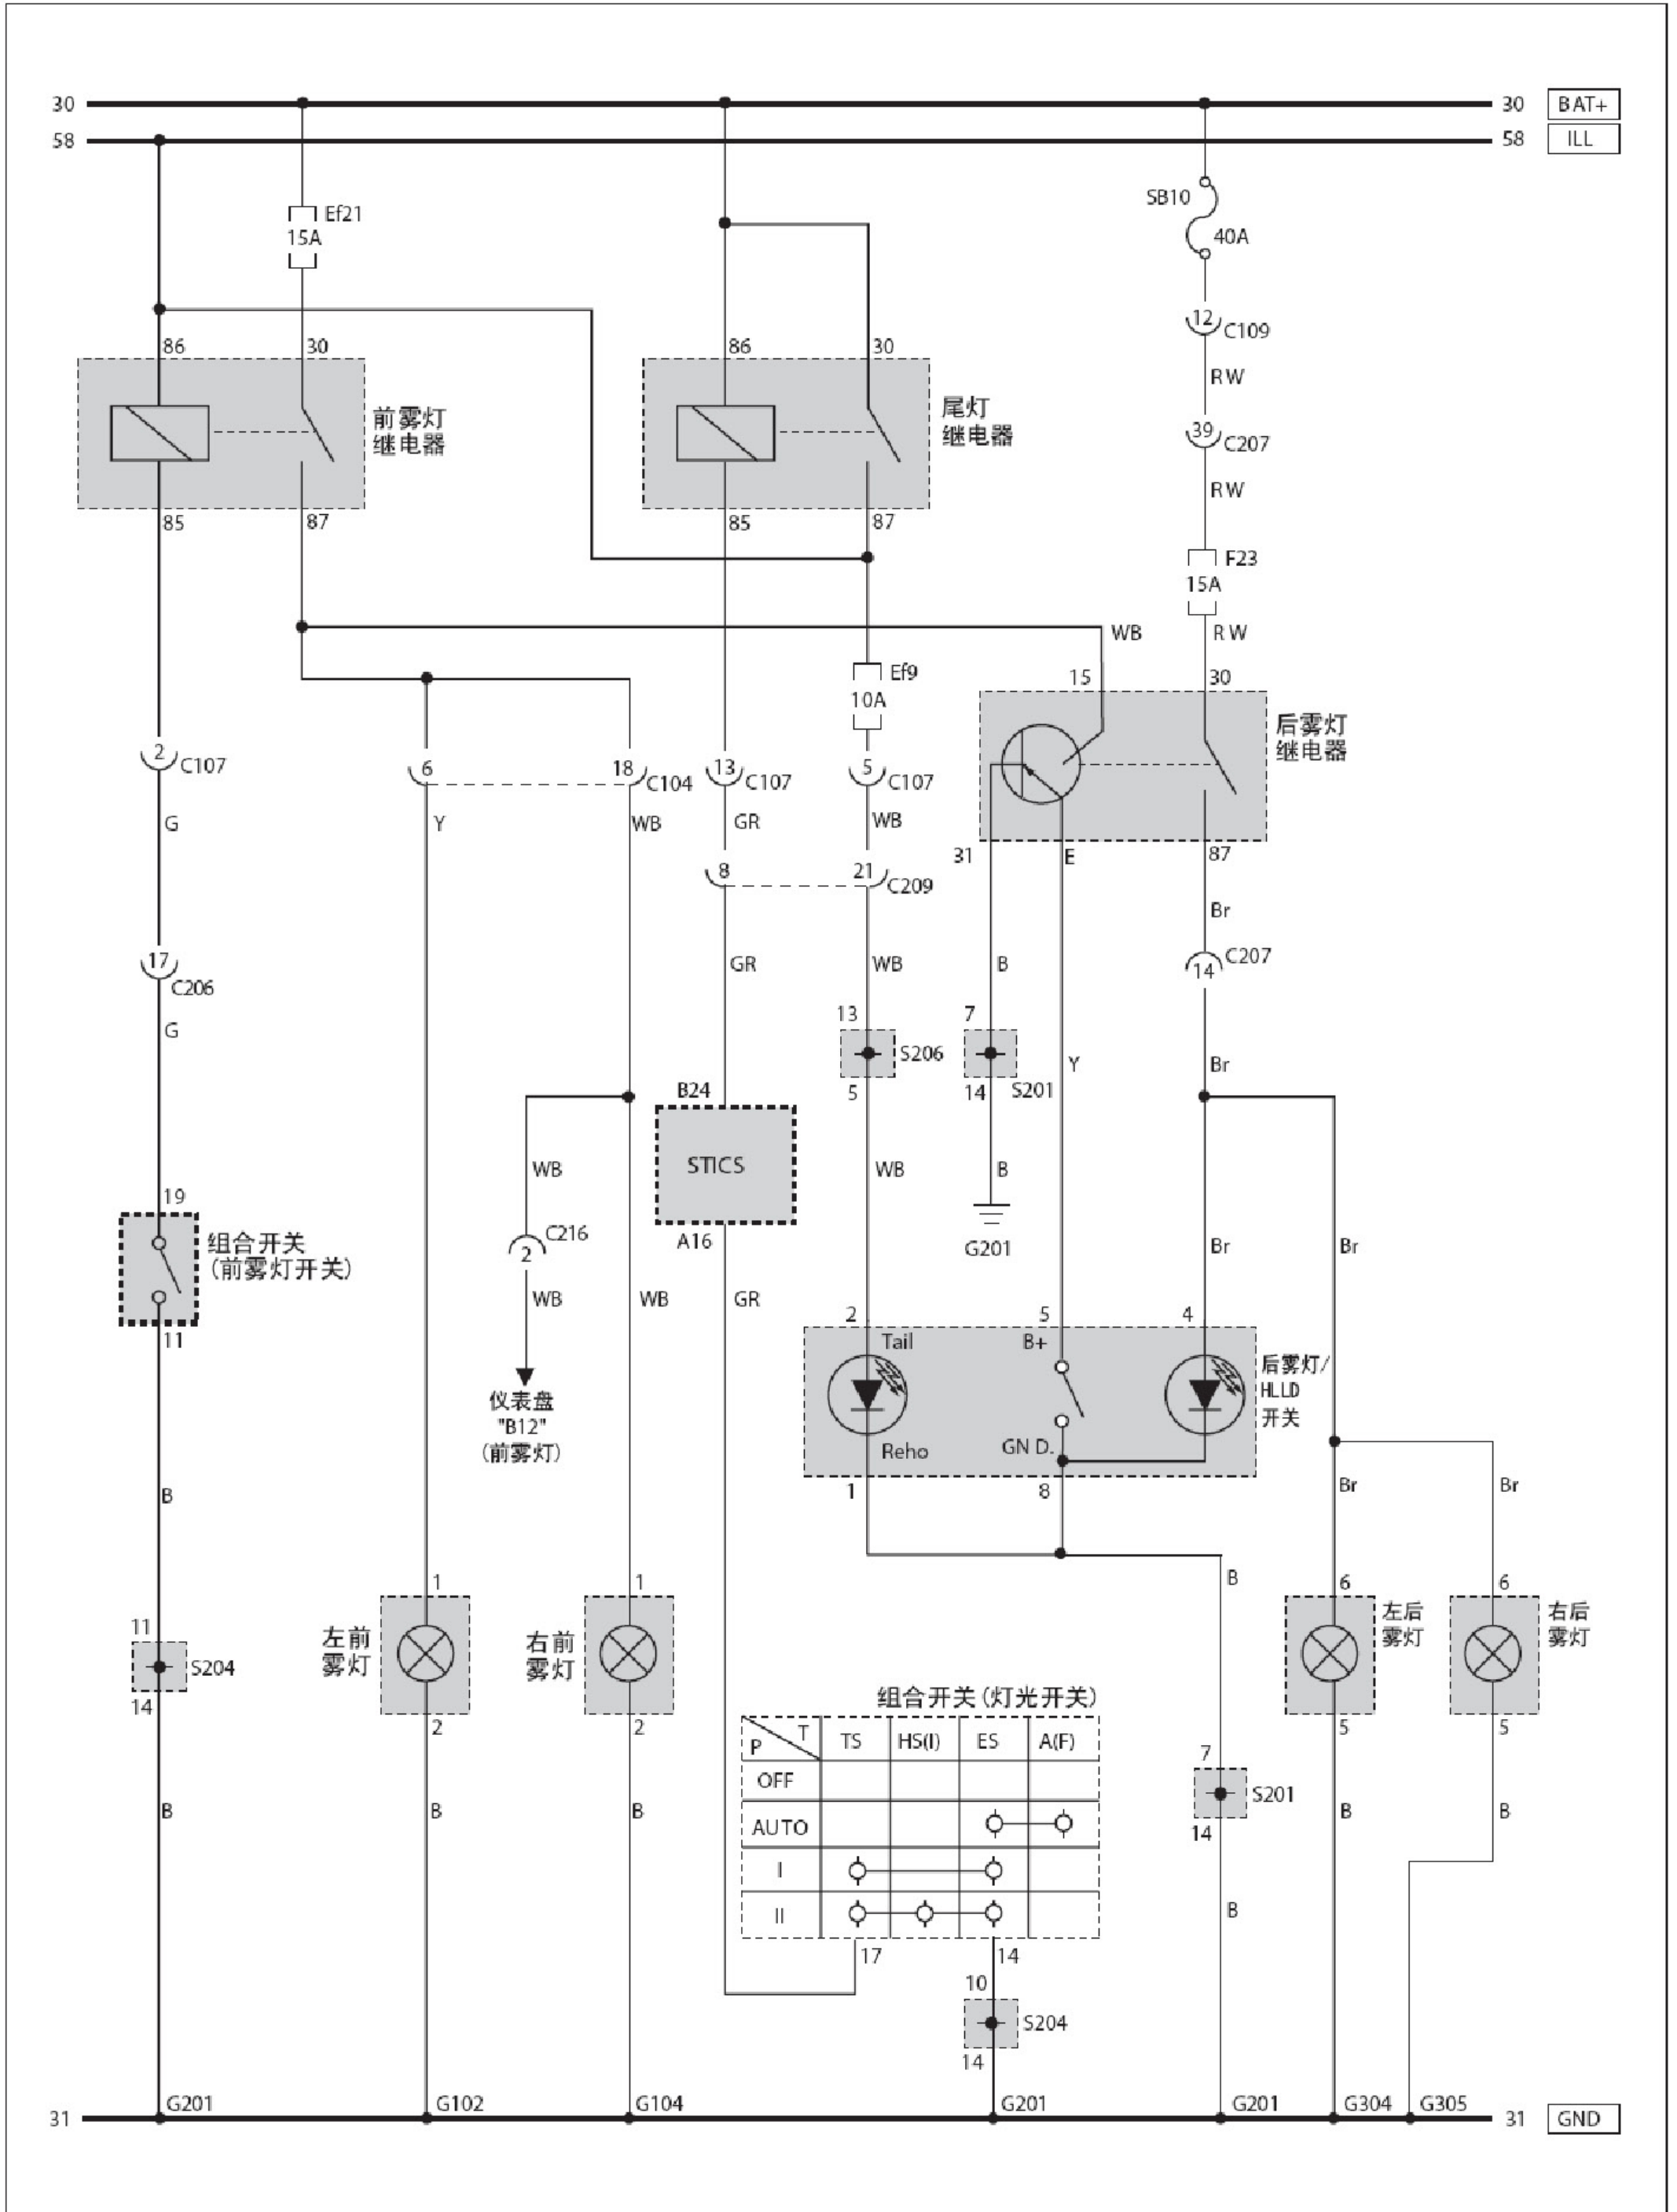 30
30
BAT+
58
58
ILL
SB10
40A
Ef21
15A
12
C109
RW
86
30
86
30
前雾灯
继电器
尾灯
继电器
39
C207
RW
85
87
85
87
F23
15A
WB
RW
Ef9
10A
15
30
后雾灯
继电器
2
C107
6
18
C104
13
C107
5
C107
G
Y
WB
GR
WB
31
E
87
8
21
C209
Br
17
C206
GR
WB
B
14
C207
G
13
S206
5
7
S201
14
Y
Br
B24
STICS
A16
WB
WB
B
G201
19
组合开关
(前雾灯开关)
11
C216
2
Br
Br
WB
WB
GR
仪表盘
"B12"
(前雾灯)
2
5
4
Tail
B+
Reho
GND.
后雾灯/
HLLD
开关
1
8
B
Br
Br
B
11
S204
14
1
左前
雾灯
2
1
右前
雾灯
2
6
左后
雾灯
5
6
右后
雾灯
5
组合开关(灯光开关)
P T TS HS(I) ES A(F)
OFF
AUTO
I
II
7
S201
14
B
B
B
B
B
B
17
14
10
S204
14
31
G201
G102
G104
G201
G201
G304
G305
31
GND